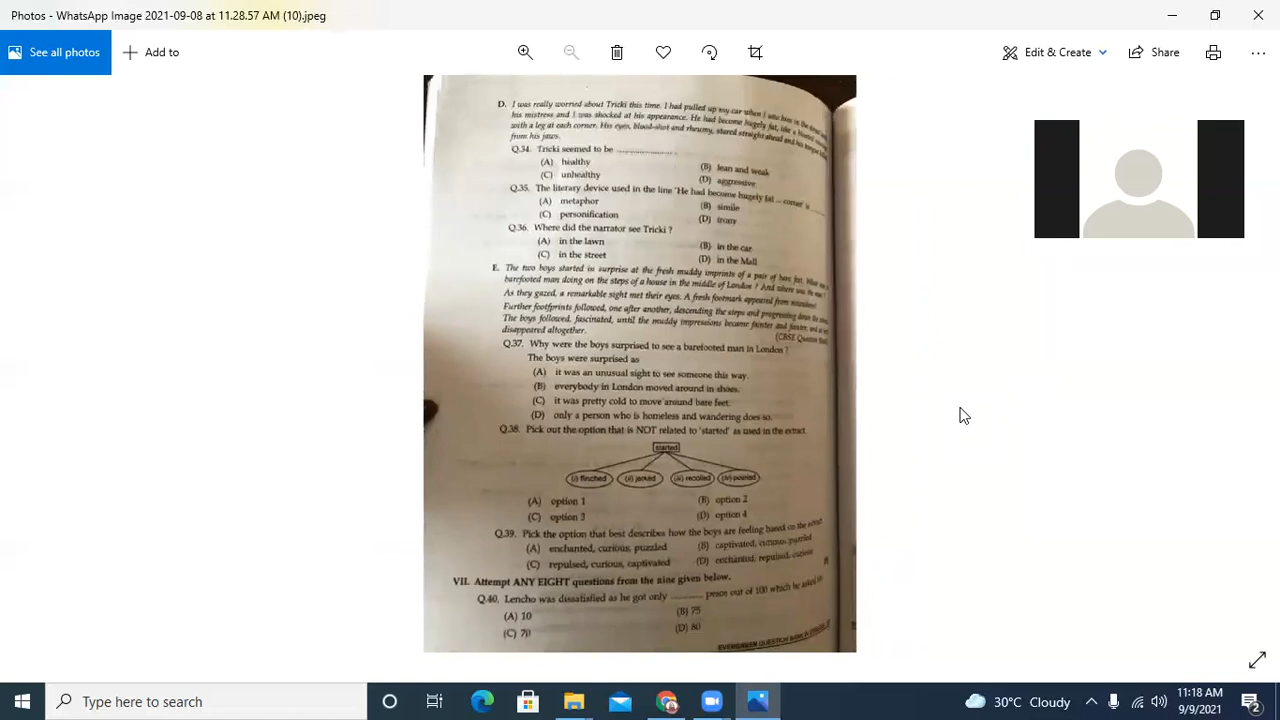 Photos - WhatsApp Image 2021-09-08 at 11.28.57 AM (10).jpeg
See all photos
Add to
Edit & Create
Share
D. I was really worried about Tricki this time. I had pulled up my car when I saw him in the street with
his mistress and I was shocked at his appearance. He had become hugely fat, like a bloated sausage
with a leg at each corner. His eyes, blood-shot and rheumy, stared straight ahead and his tongue lolled
from his jaws.
Q.34. Tricki seemed to be ...................
(A) healthy
(B) lean and weak
(C) unhealthy
(D) aggressive
Q.35. The literary device used in the line 'He had become hugely fat ... corner' is
(A) metaphor
(B) simile
(C) personification
(D) irony
Q.36. Where did the narrator see Tricki ?
(A) in the lawn
(B) in the car
(C) in the street
(D) in the Mall
E. The two boys started in surprise at the fresh muddy imprints of a pair of bare feet. What was a
barefooted man doing on the steps of a house in the middle of London ? And where was the man ?
As they gazed, a remarkable sight met their eyes. A fresh footmark appeared from nowhere!
Further footprints followed, one after another, descending the steps and progressing down the
The boys followed, fascinated, until the muddy impressions became fainter and fainter, and at
disappeared altogether.
(CBSE Question
Q.37. Why were the boys surprised to see a barefooted man in London ?
The boys were surprised as
(A) it was an unusual sight to see someone this way.
(B) everybody in London moved around in shoes.
(C) it was pretty cold to move around bare feet.
(D) only a person who is homeless and wandering does so.
Q.38. Pick out the option that is NOT related to 'started' as used in the extract.
started
(i) flinched (ii) jerked (iii) recoiled (iv)
(A) option 1
(B) option 2
(C) option 3
(D) option 4
Q.39. Pick the option that best describes how the boys are feeling based on the extract
(A) enchanted, curious, puzzled
(B) captivated, curious, puzzled
(C) repulsed, curious, captivated
(D) enchanted, repulsed, curious
VII. Attempt ANY EIGHT questions from the nine given below.
Q.40. Lencho was dissatisfied as he got only .......... pesos out of 100 which he asked
(A) 10
(B) 75
(C) 70
(D) 80
EVERGREEN QUESTION BANK
Type here to search
30°C Cloudy
11:18 AM
9/9/2021
2